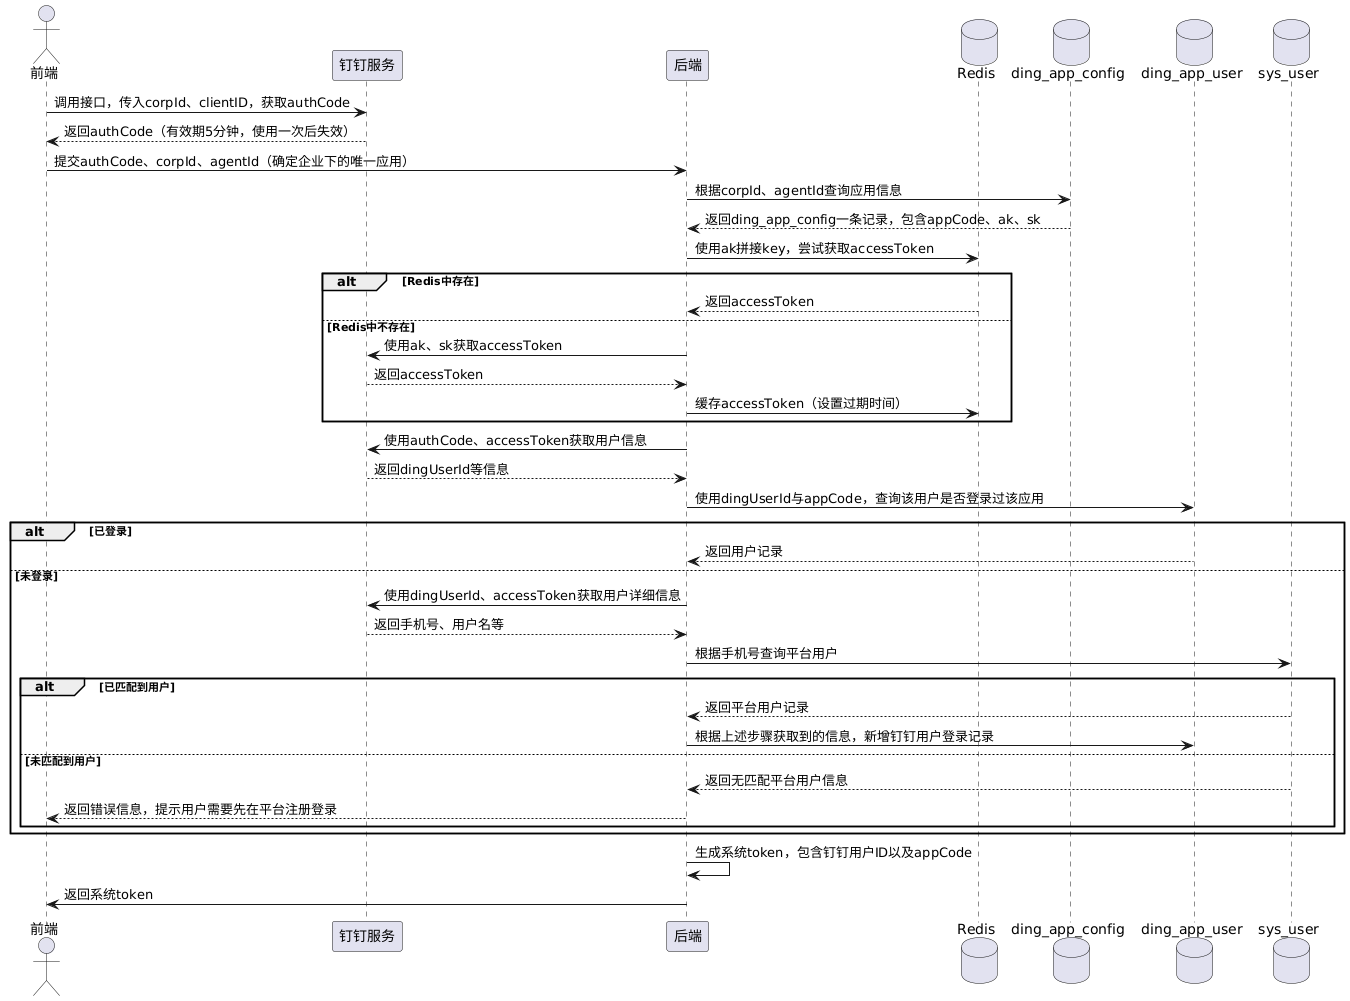 前端
钉钉服务
后端
Redis
ding_app_config
ding_app_user
sys_user
调用接口，传入corpId、clientID，获取authCode
返回authCode（有效期5分钟，使用一次后失效）
提交authCode、corpId、agentId（确定企业下的唯一应用）
根据corpId、agentId查询应用信息
返回ding_app_config一条记录，包含appCode、ak、sk
使用ak拼接key，尝试获取accessToken
alt [Redis中存在]
返回accessToken
[Redis中不存在]
使用ak、sk获取accessToken
返回accessToken
缓存accessToken（设置过期时间）
使用authCode、accessToken获取用户信息
返回dingUserId等信息
使用dingUserId与appCode，查询该用户是否登录过该应用
alt [已登录]
返回用户记录
[未登录]
使用dingUserId、accessToken获取用户详细信息
返回手机号、用户名等
根据手机号查询平台用户
alt [已匹配到用户]
返回平台用户记录
根据上述步骤获取到的信息，新增钉钉用户登录记录
[未匹配到用户]
返回无匹配平台用户信息
返回错误信息，提示用户需要先在平台注册登录
生成系统token，包含钉钉用户ID以及appCode
返回系统token
前端
钉钉服务
后端
Redis
ding_app_config
ding_app_user
sys_user